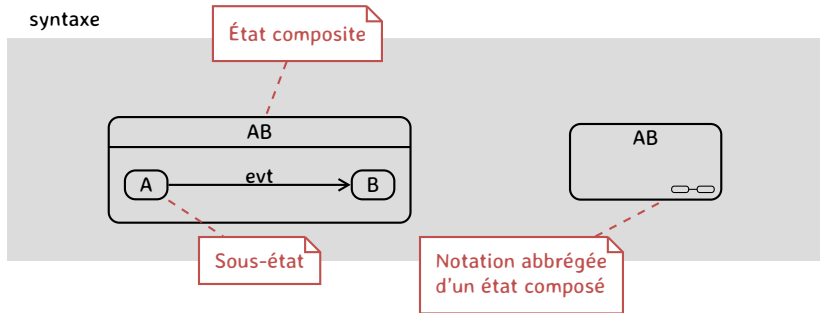 syntaxe
État composite
AB
A
evt
B
AB
Sous-état
Notation abbrégée
d'un état composé